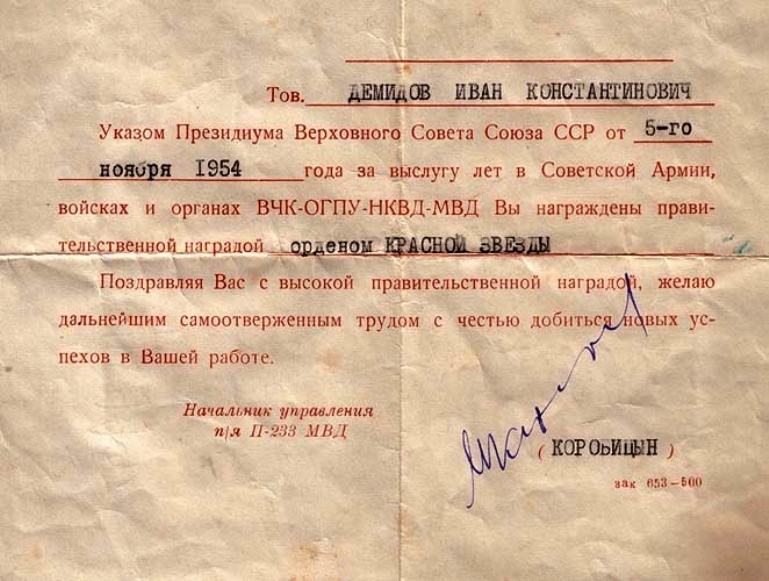 Тов. ДЕМИДОВ ИВАН КОНСТАНТИНОВИЧ
Указом Президиума Верховного Совета Союза ССР от 5-го
ноября 1954 года за выслугу лет в Советской Армии,
войсках и органах ВЧК-ОГПУ-НКВД-МВД Вы награждены прави-
тельственной наградой орденом КРАСНОЙ ЗВЕЗДЫ
Поздравляя Вас с высокой правительственной наградой, желаю
дальнейшим самоотверженным трудом с честью добиться новых ус-
пехов в Вашей работе.
Начальник управления
п/я П-233 МВД
(КОРОВИЦЫН)
зак 653-500